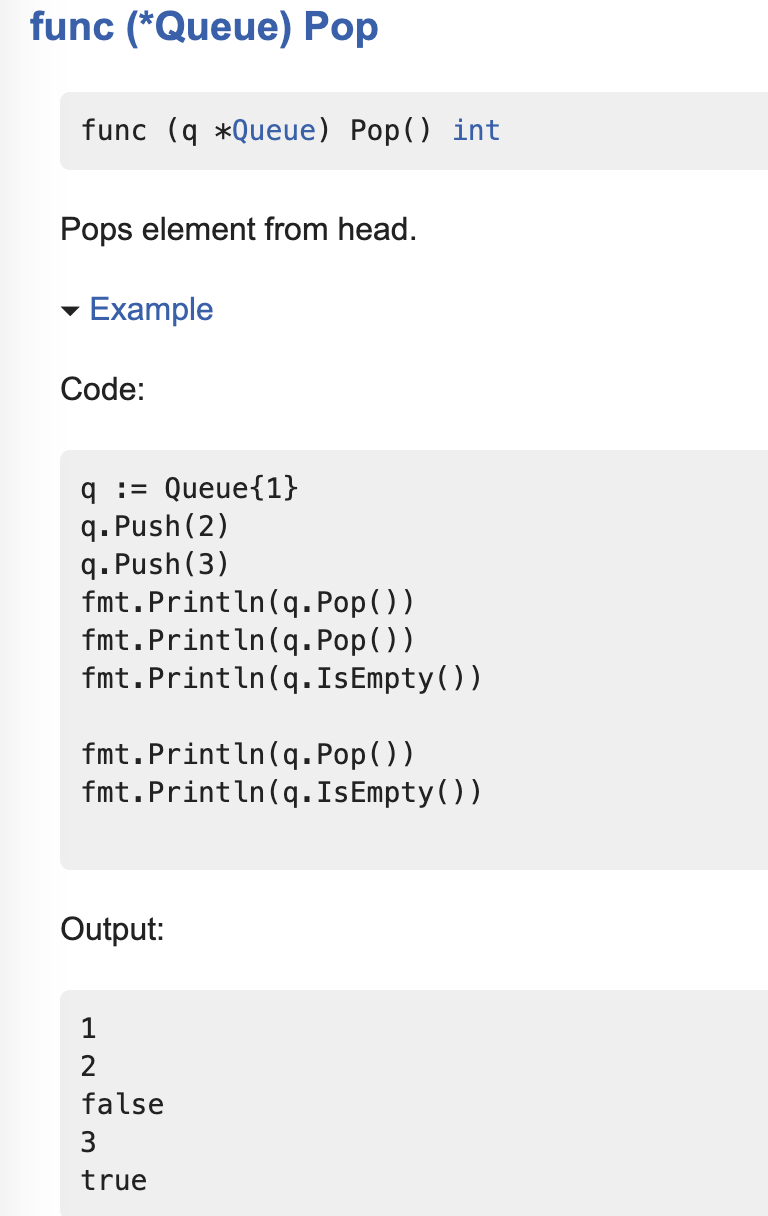 func (*Queue) Pop
func (q *Queue) Pop() int
Pops element from head.
Example
Code:
q := Queue{1}
q.Push(2)
q.Push(3)
fmt.Println(q.Pop())
fmt.Println(q.Pop())
fmt.Println(q.IsEmpty())
fmt.Println(q.Pop())
fmt.Println(q.IsEmpty())
Output:
1
2
false
3
true